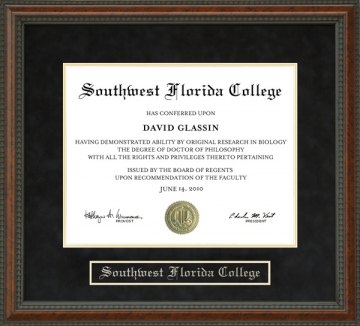 Southwest Florida College
HAS CONFERRED UPON
DAVID GLASSIN
HAVING DEMONSTRATED ABILITY BY ORIGINAL RESEARCH IN BIOLOGY
THE DEGREE OF DOCTOR OF PHILOSOPHY
WITH ALL THE RIGHTS AND PRIVILEGES THERETO PERTAINING
ISSUED BY THE BOARD OF REGENTS
UPON RECOMMENDATION OF THE FACULTY
JUNE 14, 2010
PROVOST
PRESIDENT
Southwest Florida College